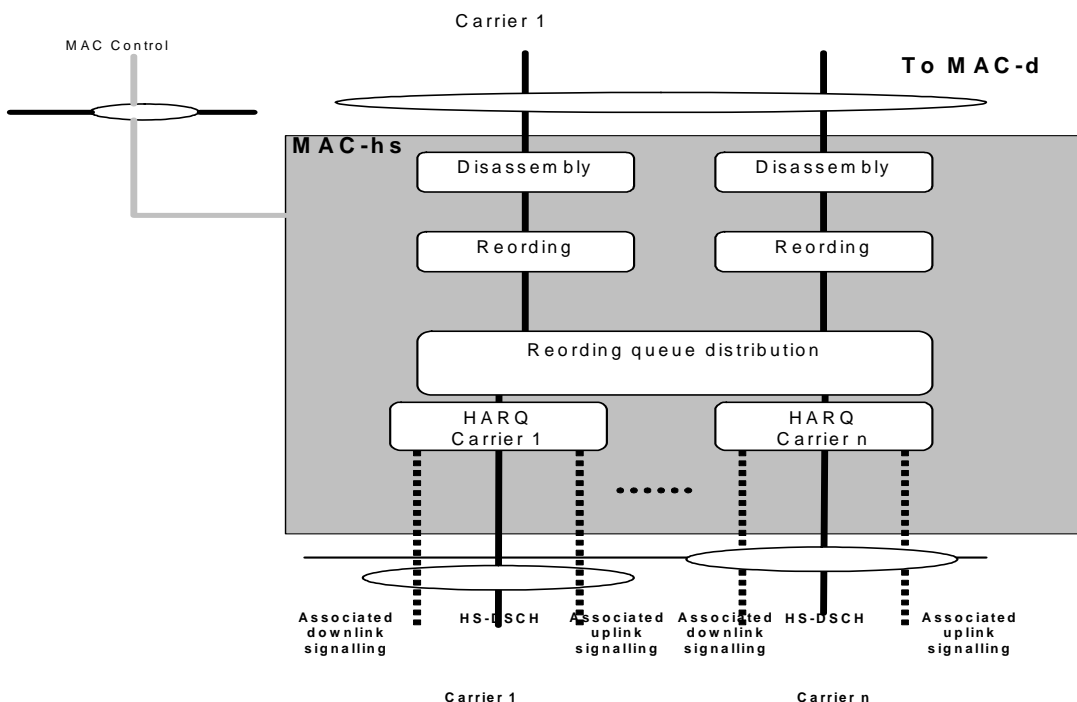 Carrier 1
MAC Control
To MAC-d
MAC-hs
Disassembly
Disassembly
Reording
Reording
Reording queue distribution
HARQ
Carrier 1
HARQ
Carrier n
Associated
downlink
signalling
HS-DSCH
Associated
uplink
signalling
Associated
downlink
signalling
HS-DSCH
Associated
uplink
signalling
Carrier 1
Carrier n